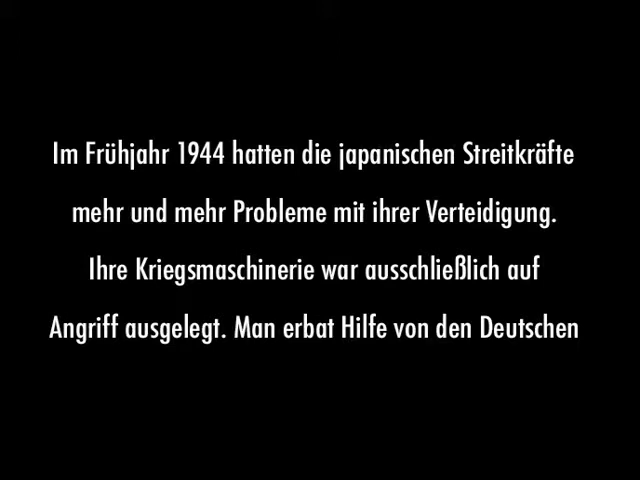 Im Frühjahr 1944 hatten die japanischen Streitkräfte
mehr und mehr Probleme mit ihrer Verteidigung.
Ihre Kriegsmaschinerie war ausschließlich auf
Angriff ausgelegt. Man erbat Hilfe von den Deutschen